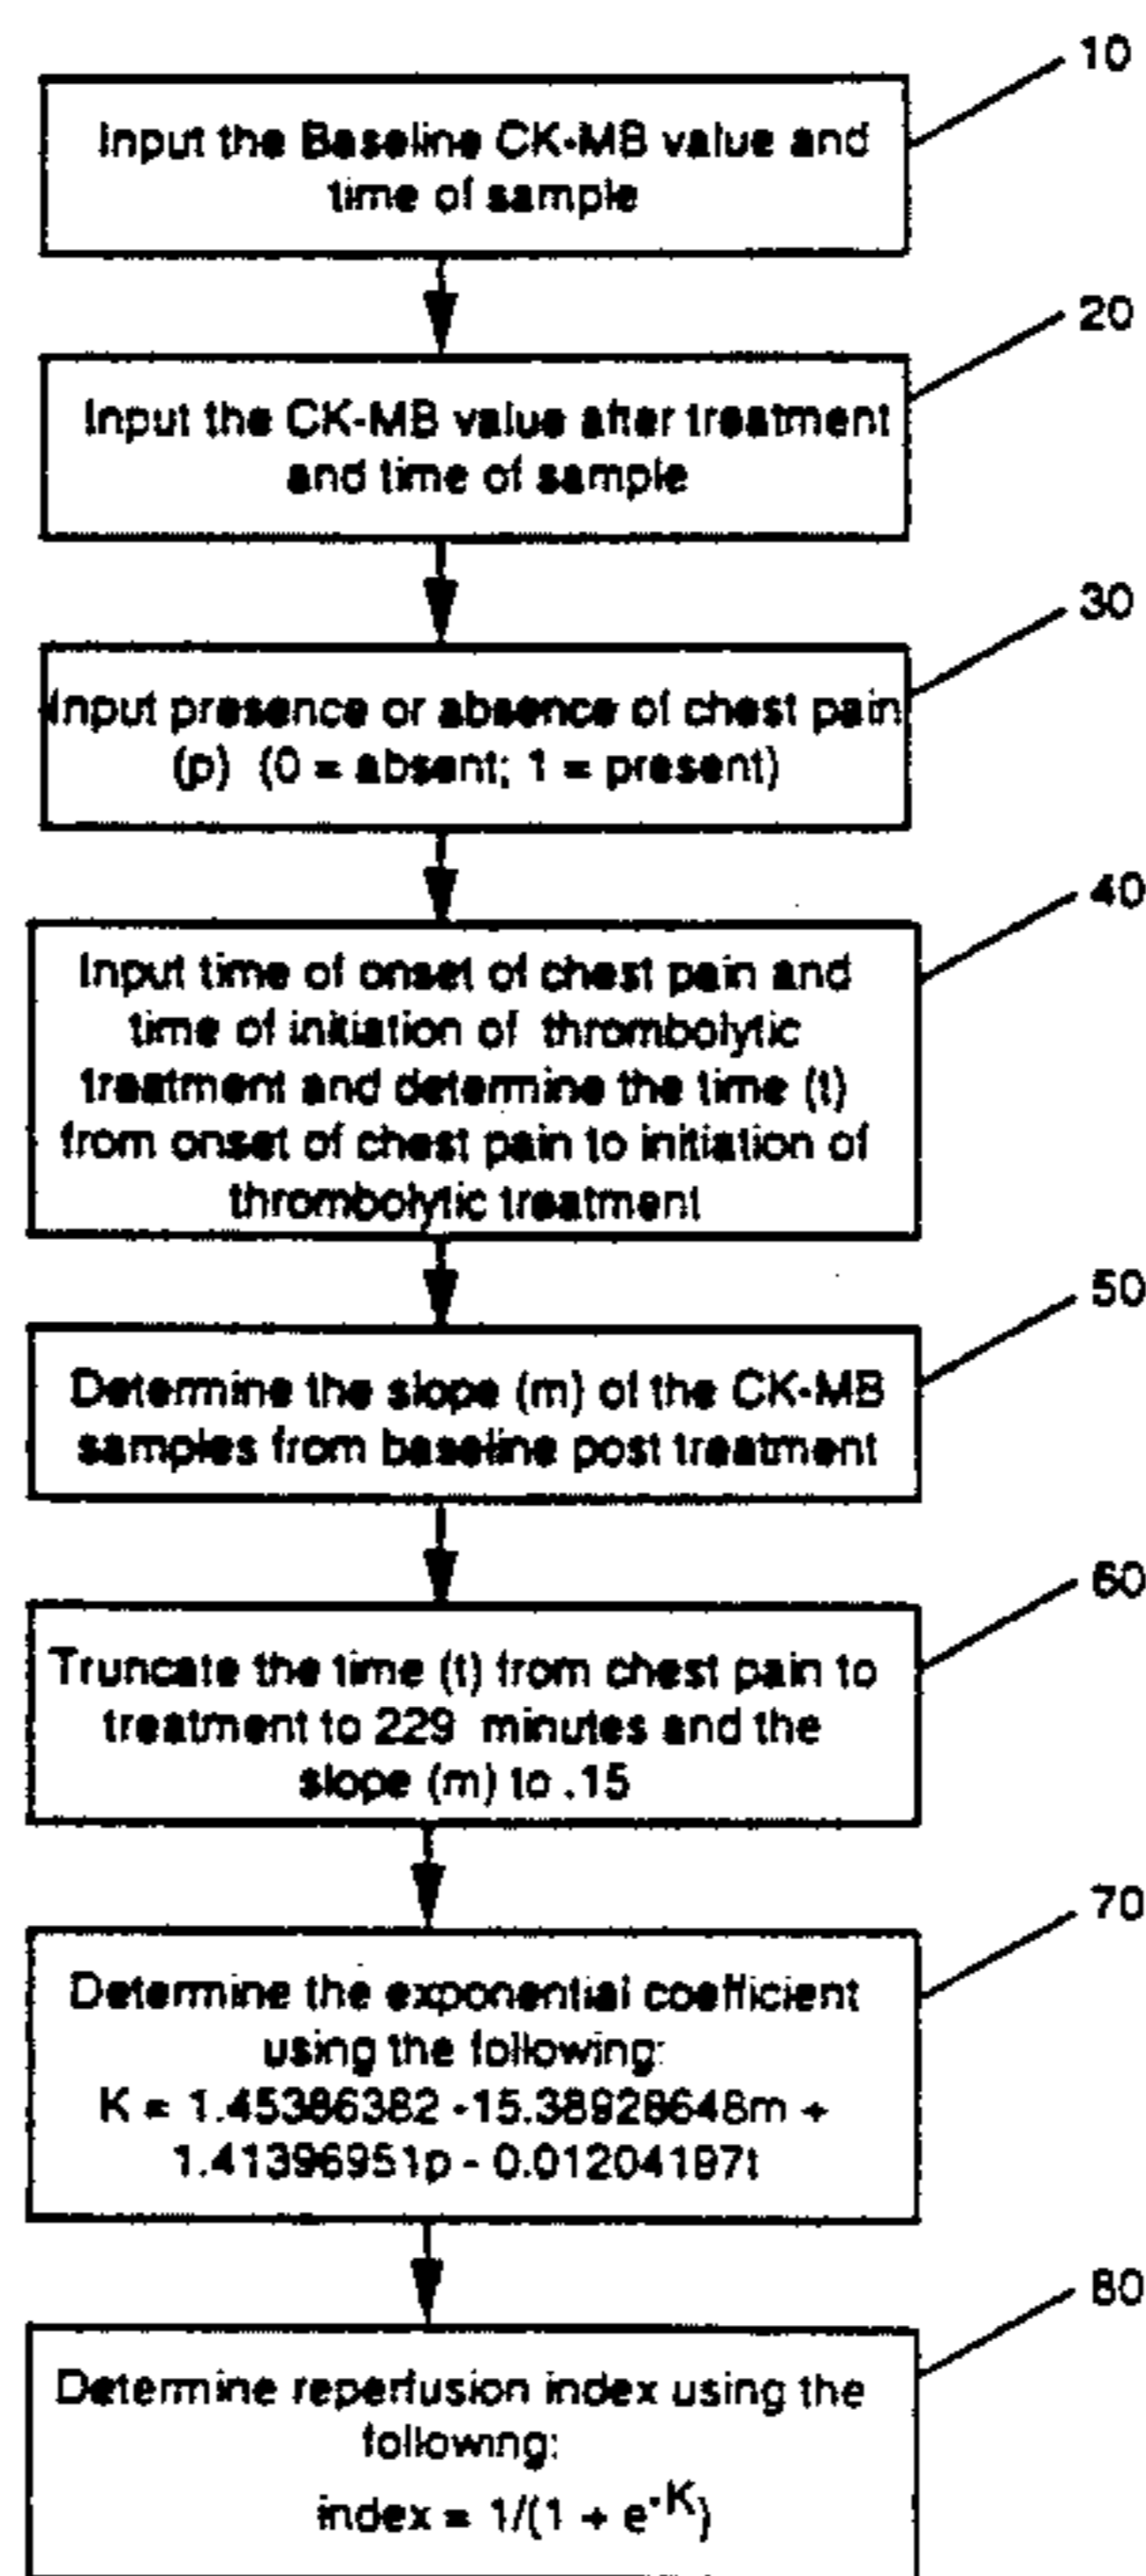 10
Input the Baseline CK-MB value and
time of sample
20
Input the CK-MB value after treatment
and time of sample
30
Input presence or absence of chest pain
(p) (0 = absent; 1 = present)
40
Input time of onset of chest pain and
time of initiation of thrombolytic
treatment and determine the time (t)
from onset of chest pain to initiation of
thrombolytic treatment
50
Determine the slope (m) of the CK-MB
samples from baseline post treatment
60
Truncate the time (t) from chest pain to
treatment to 229 minutes and the
slope (m) to .15
70
Determine the exponential coefficient
using the following:
K = 1.45386382 -15.38928648m +
1.41396951p - 0.01204197t
80
Determine reperfusion index using the
following:
index = 1/(1 + e-K)